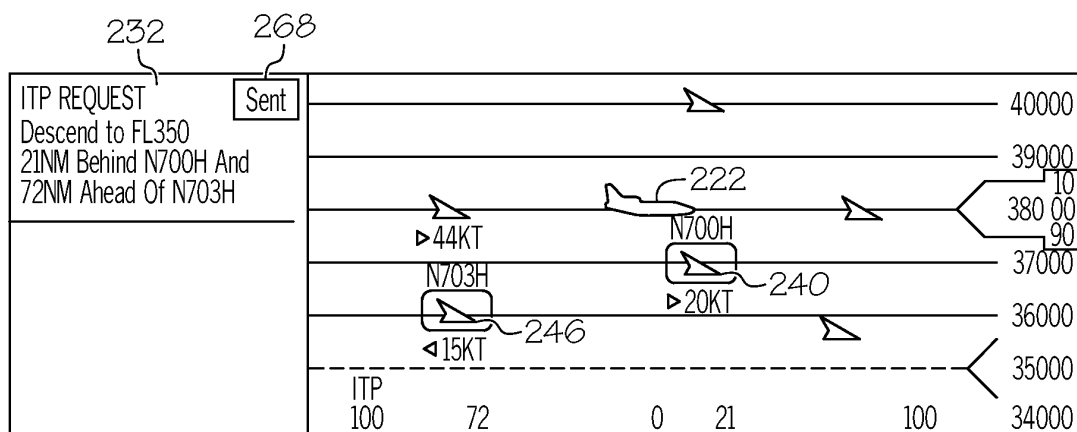 232
268
ITP REQUEST
Sent
Descend to FL350
21NM Behind N700H And
72NM Ahead Of N703H
40000
39000
222
10
38000
90
44KT
N700H
37000
240
N703H
20KT
36000
246
15KT
35000
ITP
100 72 0 21 100 34000